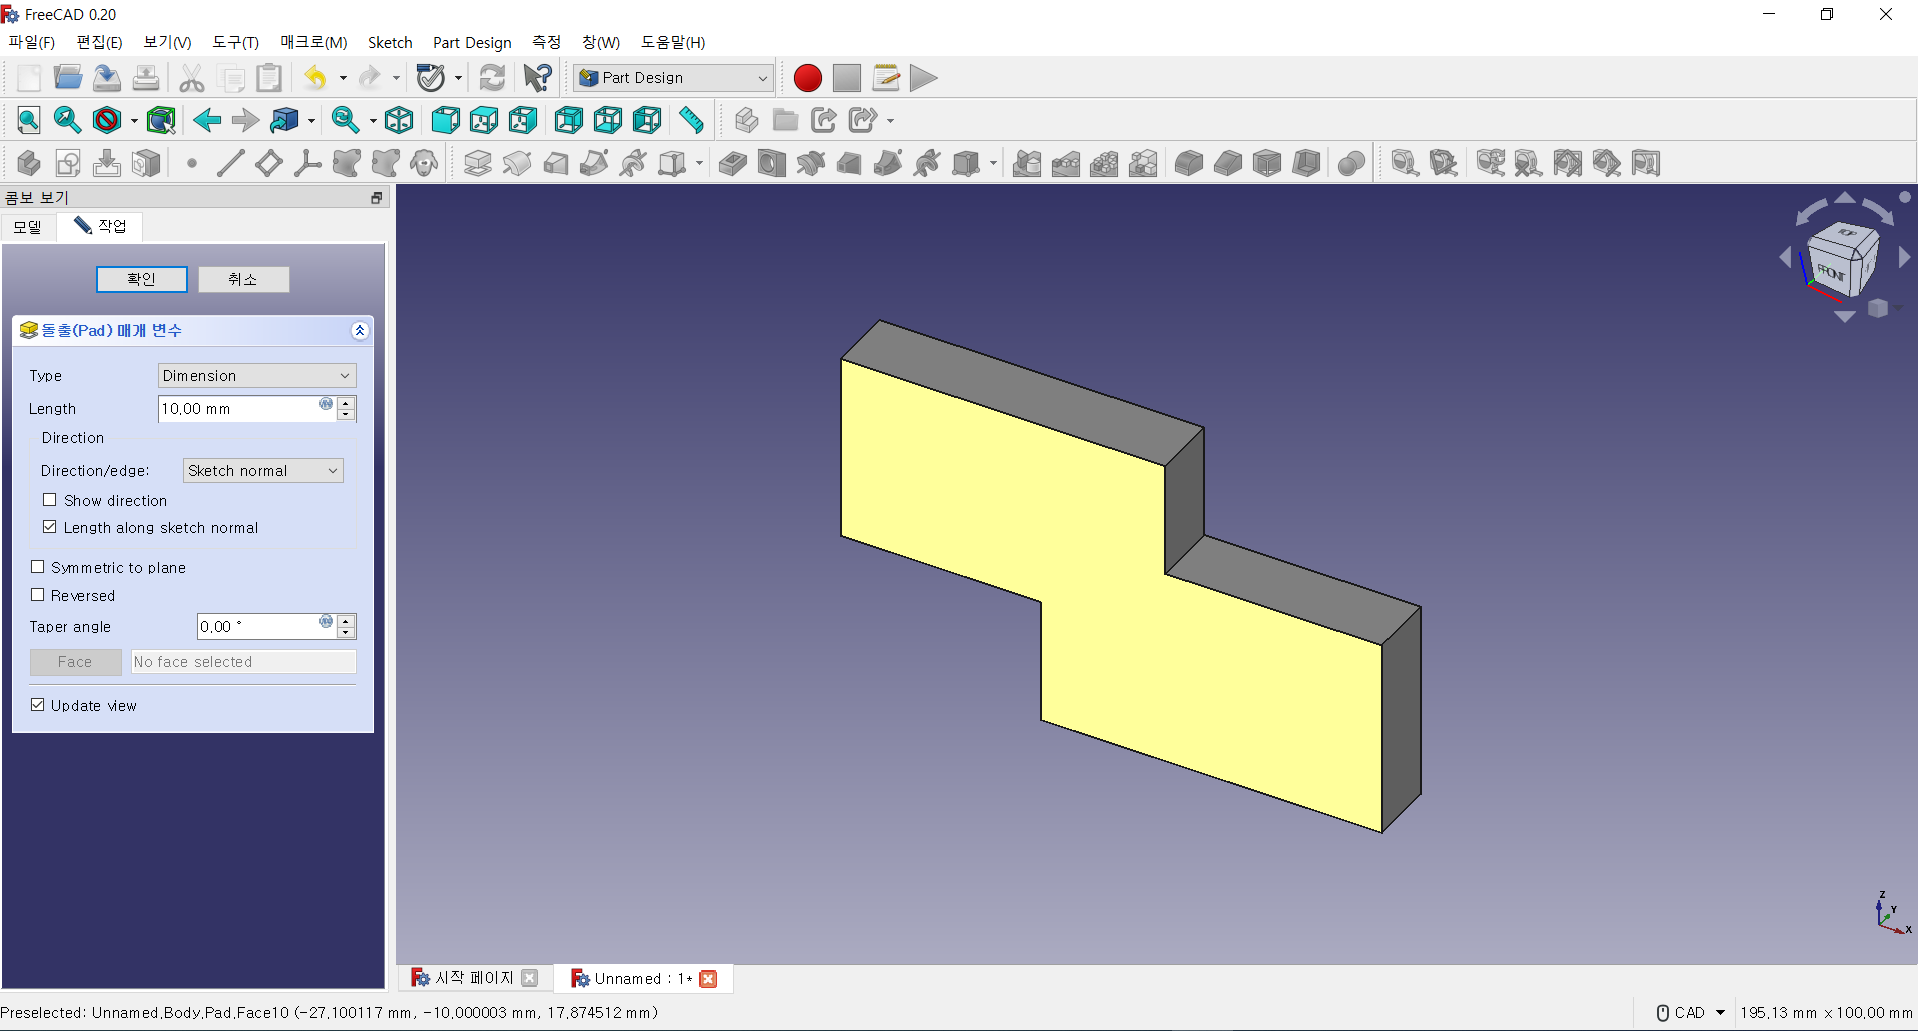 FreeCAD 0.20
파일(F) 편집(E) 보기(V) 도구(T) 매크로(M) Sketch Part Design 측정 창(W) 도움말(H)
Part Design
콤보 보기
모델 작업
확인 취소
돌출(Pad) 매개 변수
Type Dimension
Length 10.00 mm
Direction
Direction/edge: Sketch normal
Show direction
Length along sketch normal
Symmetric to plane
Reversed
Taper angle 0.00 °
Face No face selected
Update view
TOP
FRONT
Z
Y
X
시작 페이지 Unnamed : 1*
Preselected: Unnamed.Body.Pad.Face10 (-27.100117 mm, -10.000003 mm, 17.874512 mm) CAD 195.13 mm x 100.00 mm